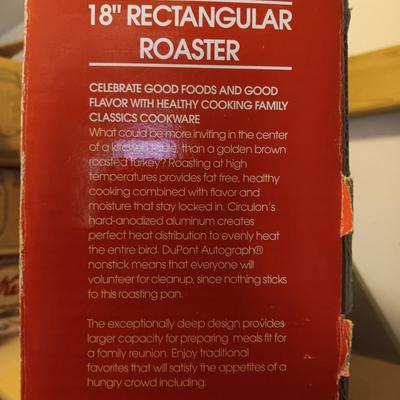 18" RECTANGULAR
ROASTER
CELEBRATE GOOD FOODS AND GOOD
FLAVOR WITH HEALTHY COOKING FAMILY
CLASSICS COOKWARE
What could be more inviting in the center
of a kitchen table, than a golden brown
roasted turkey? Roasting at high
temperatures provides fat free, healthy
cooking combined with flavor and
moisture that stay locked in. Circulon's
hard-anodized aluminum creates
perfect heat distribution to evenly heat
the entire bird. DuPont Autograph®
nonstick means that everyone will
volunteer for cleanup, since nothing sticks
to this roasting pan.
The exceptionally deep design provides
larger capacity for preparing meals fit for
a family reunion. Enjoy traditional
favorites that will satisfy the appetites of a
hungry crowd including: